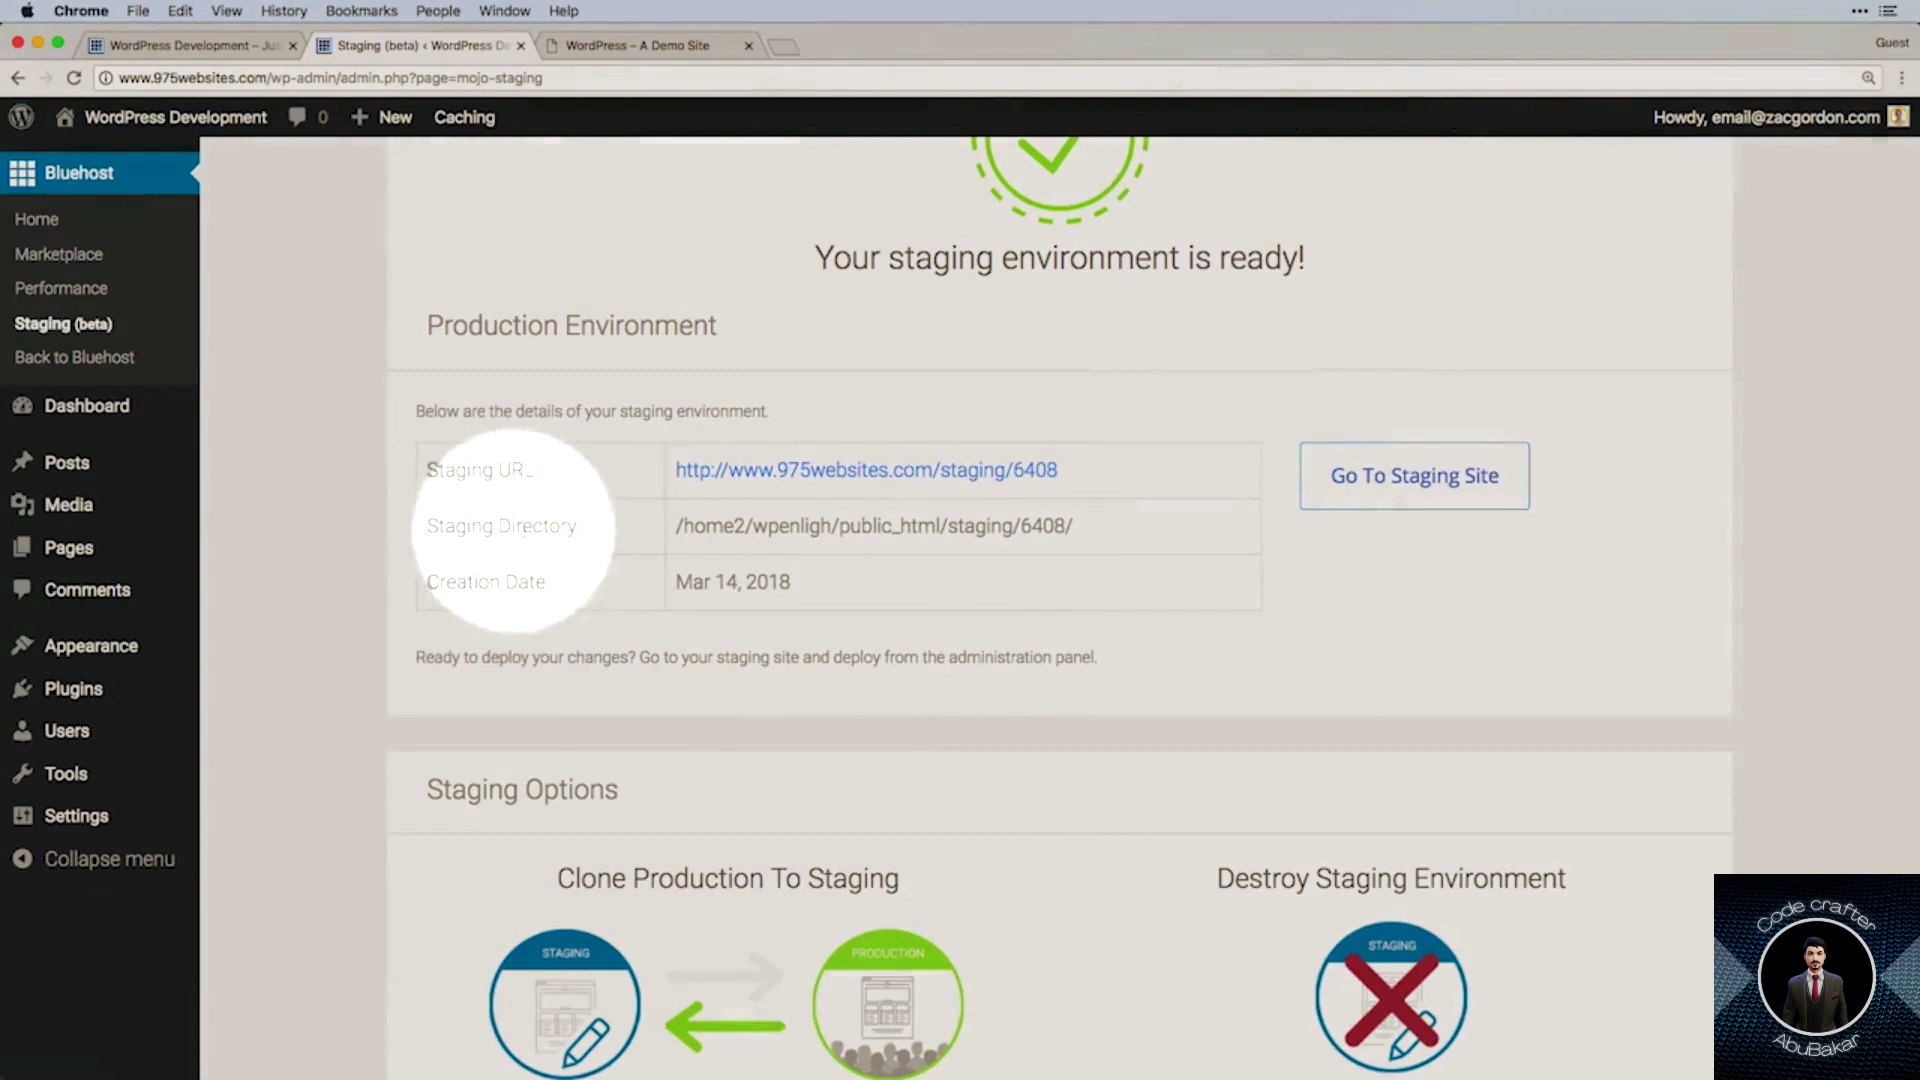 Chrome File Edit View History Bookmarks People Window Help
WordPress Development – Jus
Staging (beta) ‹ WordPress De
WordPress – A Demo Site
Guest
www.975websites.com/wp-admin/admin.php?page=mojo-staging
WordPress Development 0 New Caching
Howdy, email@zacgordon.com
Bluehost
Home
Marketplace
Performance
Staging (beta)
Back to Bluehost
Dashboard
Posts
Media
Pages
Comments
Appearance
Plugins
Users
Tools
Settings
Collapse menu
Your staging environment is ready!
Production Environment
Below are the details of your staging environment.
Staging URL: http://www.975websites.com/staging/6408
Staging Directory /home2/wpenligh/public_html/staging/6408/
Creation Date Mar 14, 2018
Go To Staging Site
Ready to deploy your changes? Go to your staging site and deploy from the administration panel.
Staging Options
Clone Production To Staging
STAGING
PRODUCTION
Destroy Staging Environment
STAGING
Code crafter
AbuBakar